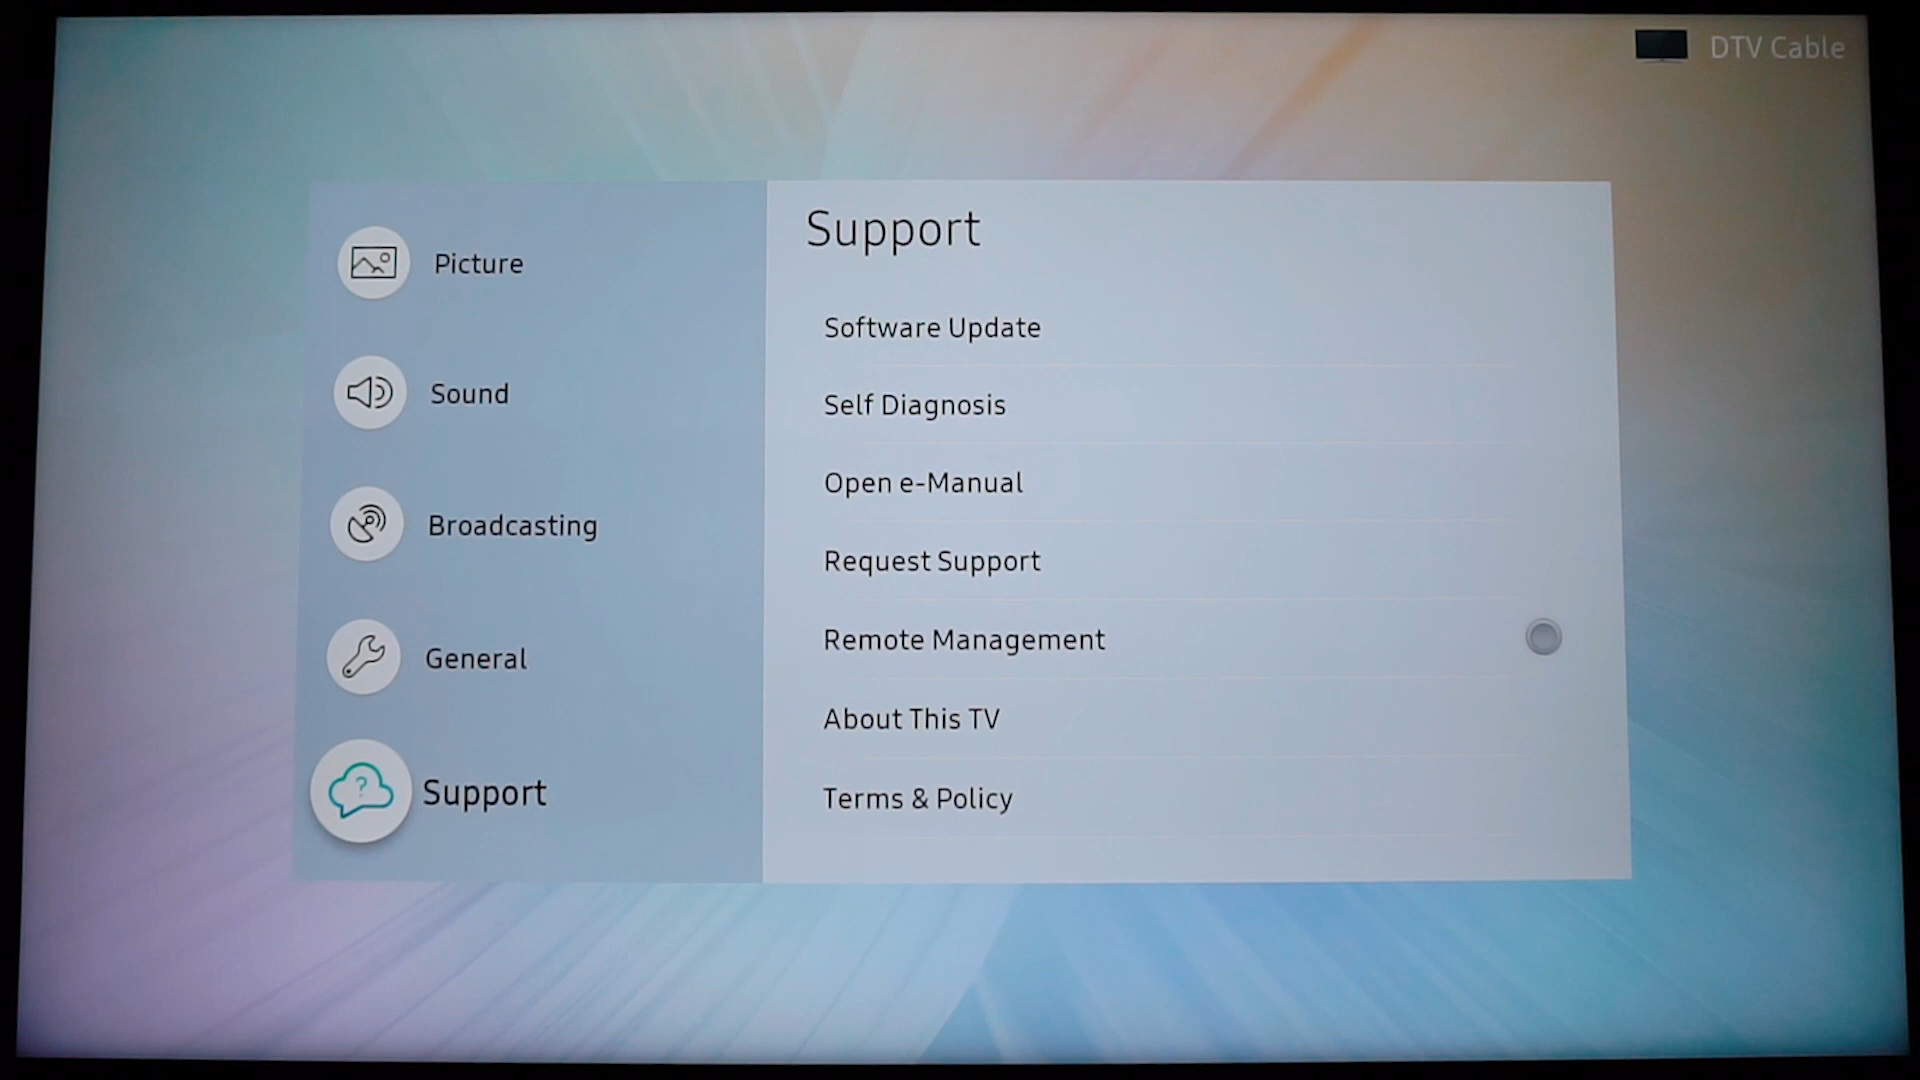 DTV Cable
Picture
Sound
Broadcasting
General
Support
Support
Software Update
Self Diagnosis
Open e-Manual
Request Support
Remote Management
About This TV
Terms & Policy